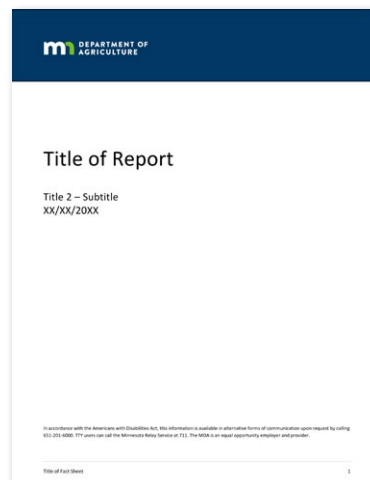 mn DEPARTMENT OF
AGRICULTURE
Title of Report
Title 2 – Subtitle
XX/XX/20XX
In accordance with the Americans with Disabilities Act, this information is available in alternative forms of communication upon request by calling
651-201-6000. TTY users can call the Minnesota Relay Service at 711. The MDA is an equal opportunity employer and provider.
Title of Fact Sheet 1